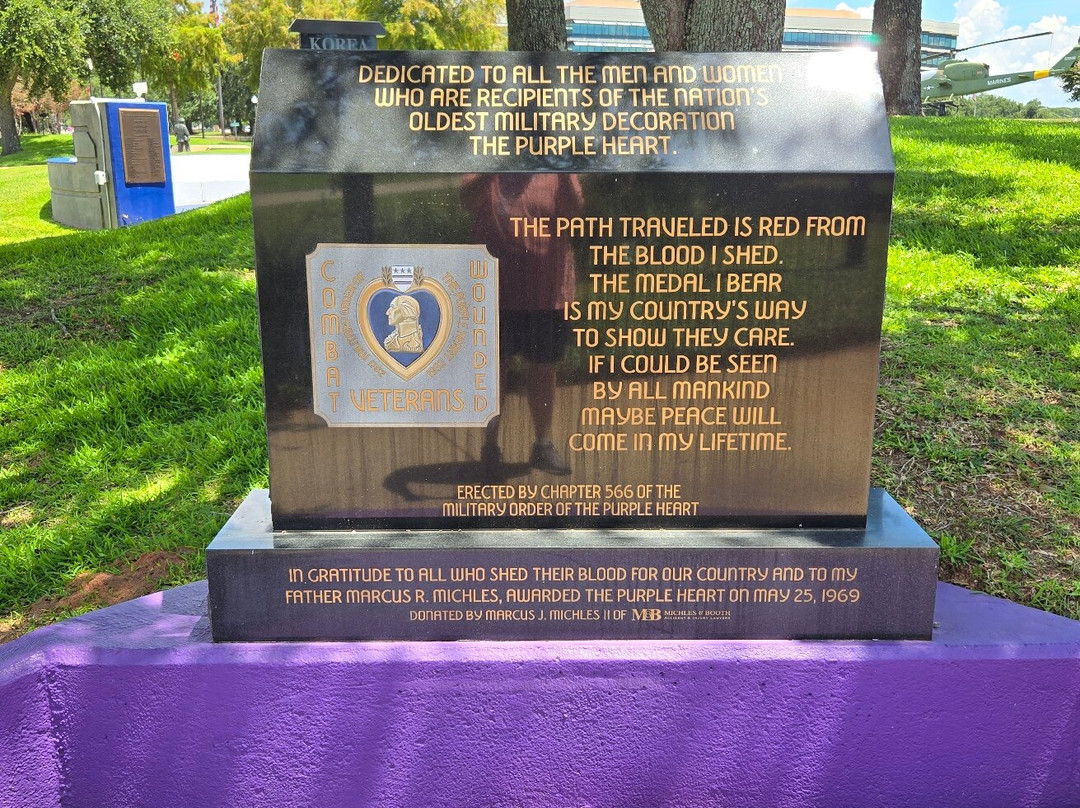 KOREA
MARINES
DEDICATED TO ALL THE MEN AND WOMEN
WHO ARE RECIPIENTS OF THE NATION'S
OLDEST MILITARY DECORATION
THE PURPLE HEART.
THE PATH TRAVELED IS RED FROM
THE BLOOD I SHED.
THE MEDAL I BEAR
IS MY COUNTRY'S WAY
TO SHOW THEY CARE.
IF I COULD BE SEEN
BY ALL MANKIND
MAYBE PEACE WILL
COME IN MY LIFETIME.
COMBAT
WOUNDED
VETERANS
ERECTED BY CHAPTER 566 OF THE
MILITARY ORDER OF THE PURPLE HEART
IN GRATITUDE TO ALL WHO SHED THEIR BLOOD FOR OUR COUNTRY AND TO MY
FATHER MARCUS R. MICHLES, AWARDED THE PURPLE HEART ON MAY 25, 1969
DONATED BY MARCUS J. MICHLES II OF M&B MICHLES & BOOTH